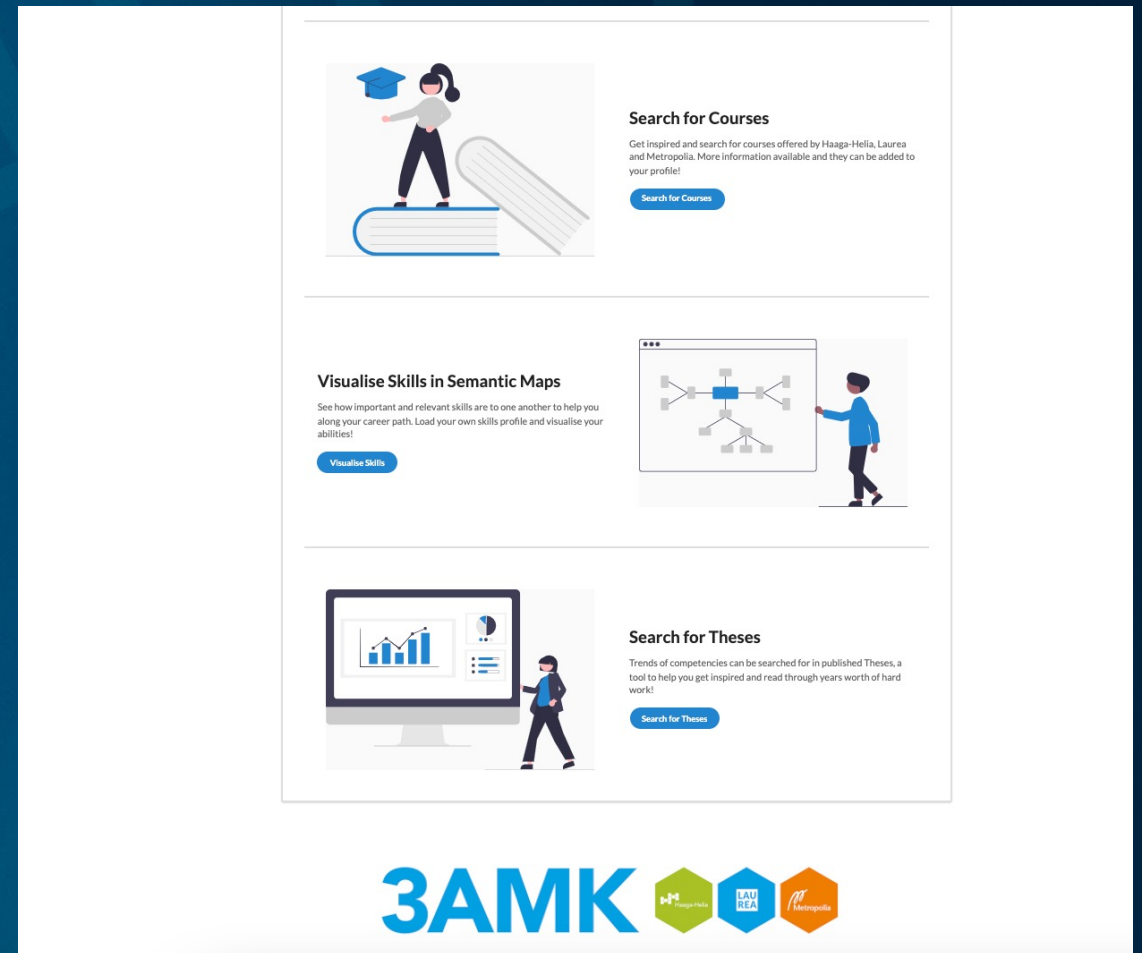 Search for Courses
Get inspired and search for courses offered by Haaga-Helia, Laurea
and Metropolia. More information available and they can be added to
your profile!
Search for Courses
Visualise Skills in Semantic Maps
See how important and relevant skills are to one another to help you
along your career path. Load your own skills profile and visualise your
abilities!
Visualise Skills
Search for Theses
Trends of competencies can be searched for in published Theses, a
tool to help you get inspired and read through years worth of hard
work!
Search for Theses
3AMK
Haaga-Helia
LAU
REA
Metropolia